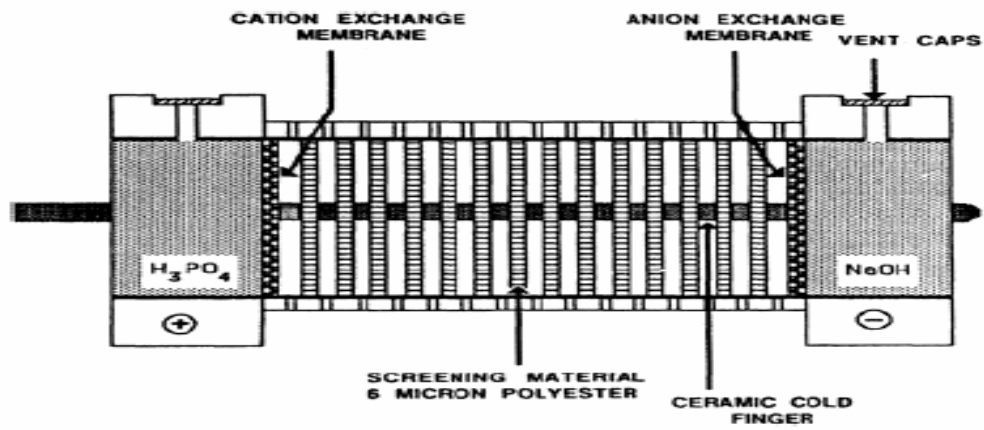 CATION EXCHANGE
MEMBRANE
ANION EXCHANGE
MEMBRANE
VENT CAPS
H3PO4
NaOH
+
−
SCREENING MATERIAL
6 MICRON POLYESTER
CERAMIC COLD
FINGER